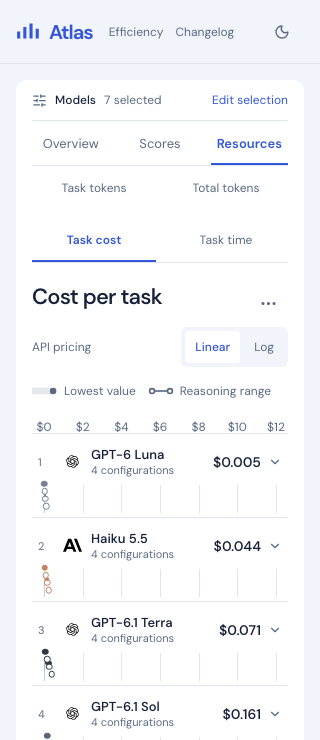 Atlas Efficiency Changelog
Models 7 selected Edit selection
Overview Scores Resources
Task tokens Total tokens
Task cost Task time
Cost per task ...
API pricing Linear Log
Lowest value Reasoning range
$0 $2 $4 $6 $8 $10 $12
1 GPT-6 Luna $0.005
4 configurations
2 Haiku 5.5 $0.044
4 configurations
3 GPT-6.1 Terra $0.071
4 configurations
4 GPT-6.1 Sol $0.161
4 configurations